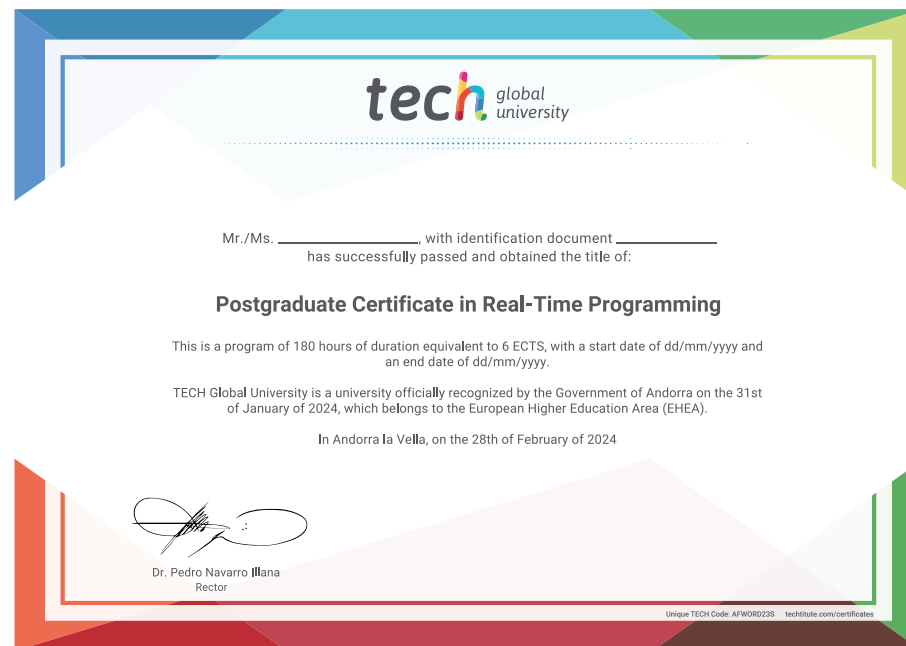 tech global university
Mr./Ms. ________________, with identification document ____________
has successfully passed and obtained the title of:
Postgraduate Certificate in Real-Time Programming
This is a program of 180 hours of duration equivalent to 6 ECTS, with a start date of dd/mm/yyyy and
an end date of dd/mm/yyyy.
TECH Global University is a university officially recognized by the Government of Andorra on the 31st
of January of 2024, which belongs to the European Higher Education Area (EHEA).
In Andorra la Vella, on the 28th of February of 2024
Dr. Pedro Navarro Illana
Rector
Unique TECH Code: AFWORD23S techtitute.com/certificates